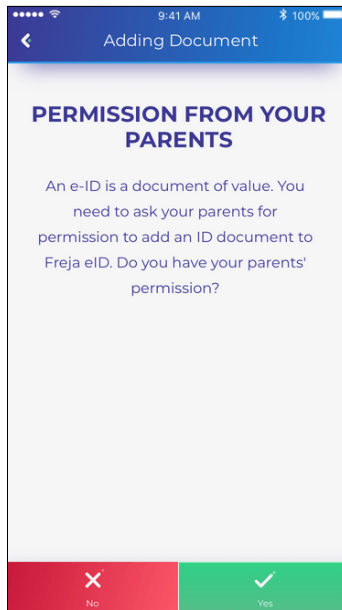 9:41 AM
100%
Adding Document
PERMISSION FROM YOUR
PARENTS
An e-ID is a document of value. You
need to ask your parents for
permission to add an ID document to
Freja eID. Do you have your parents'
permission?
No
Yes